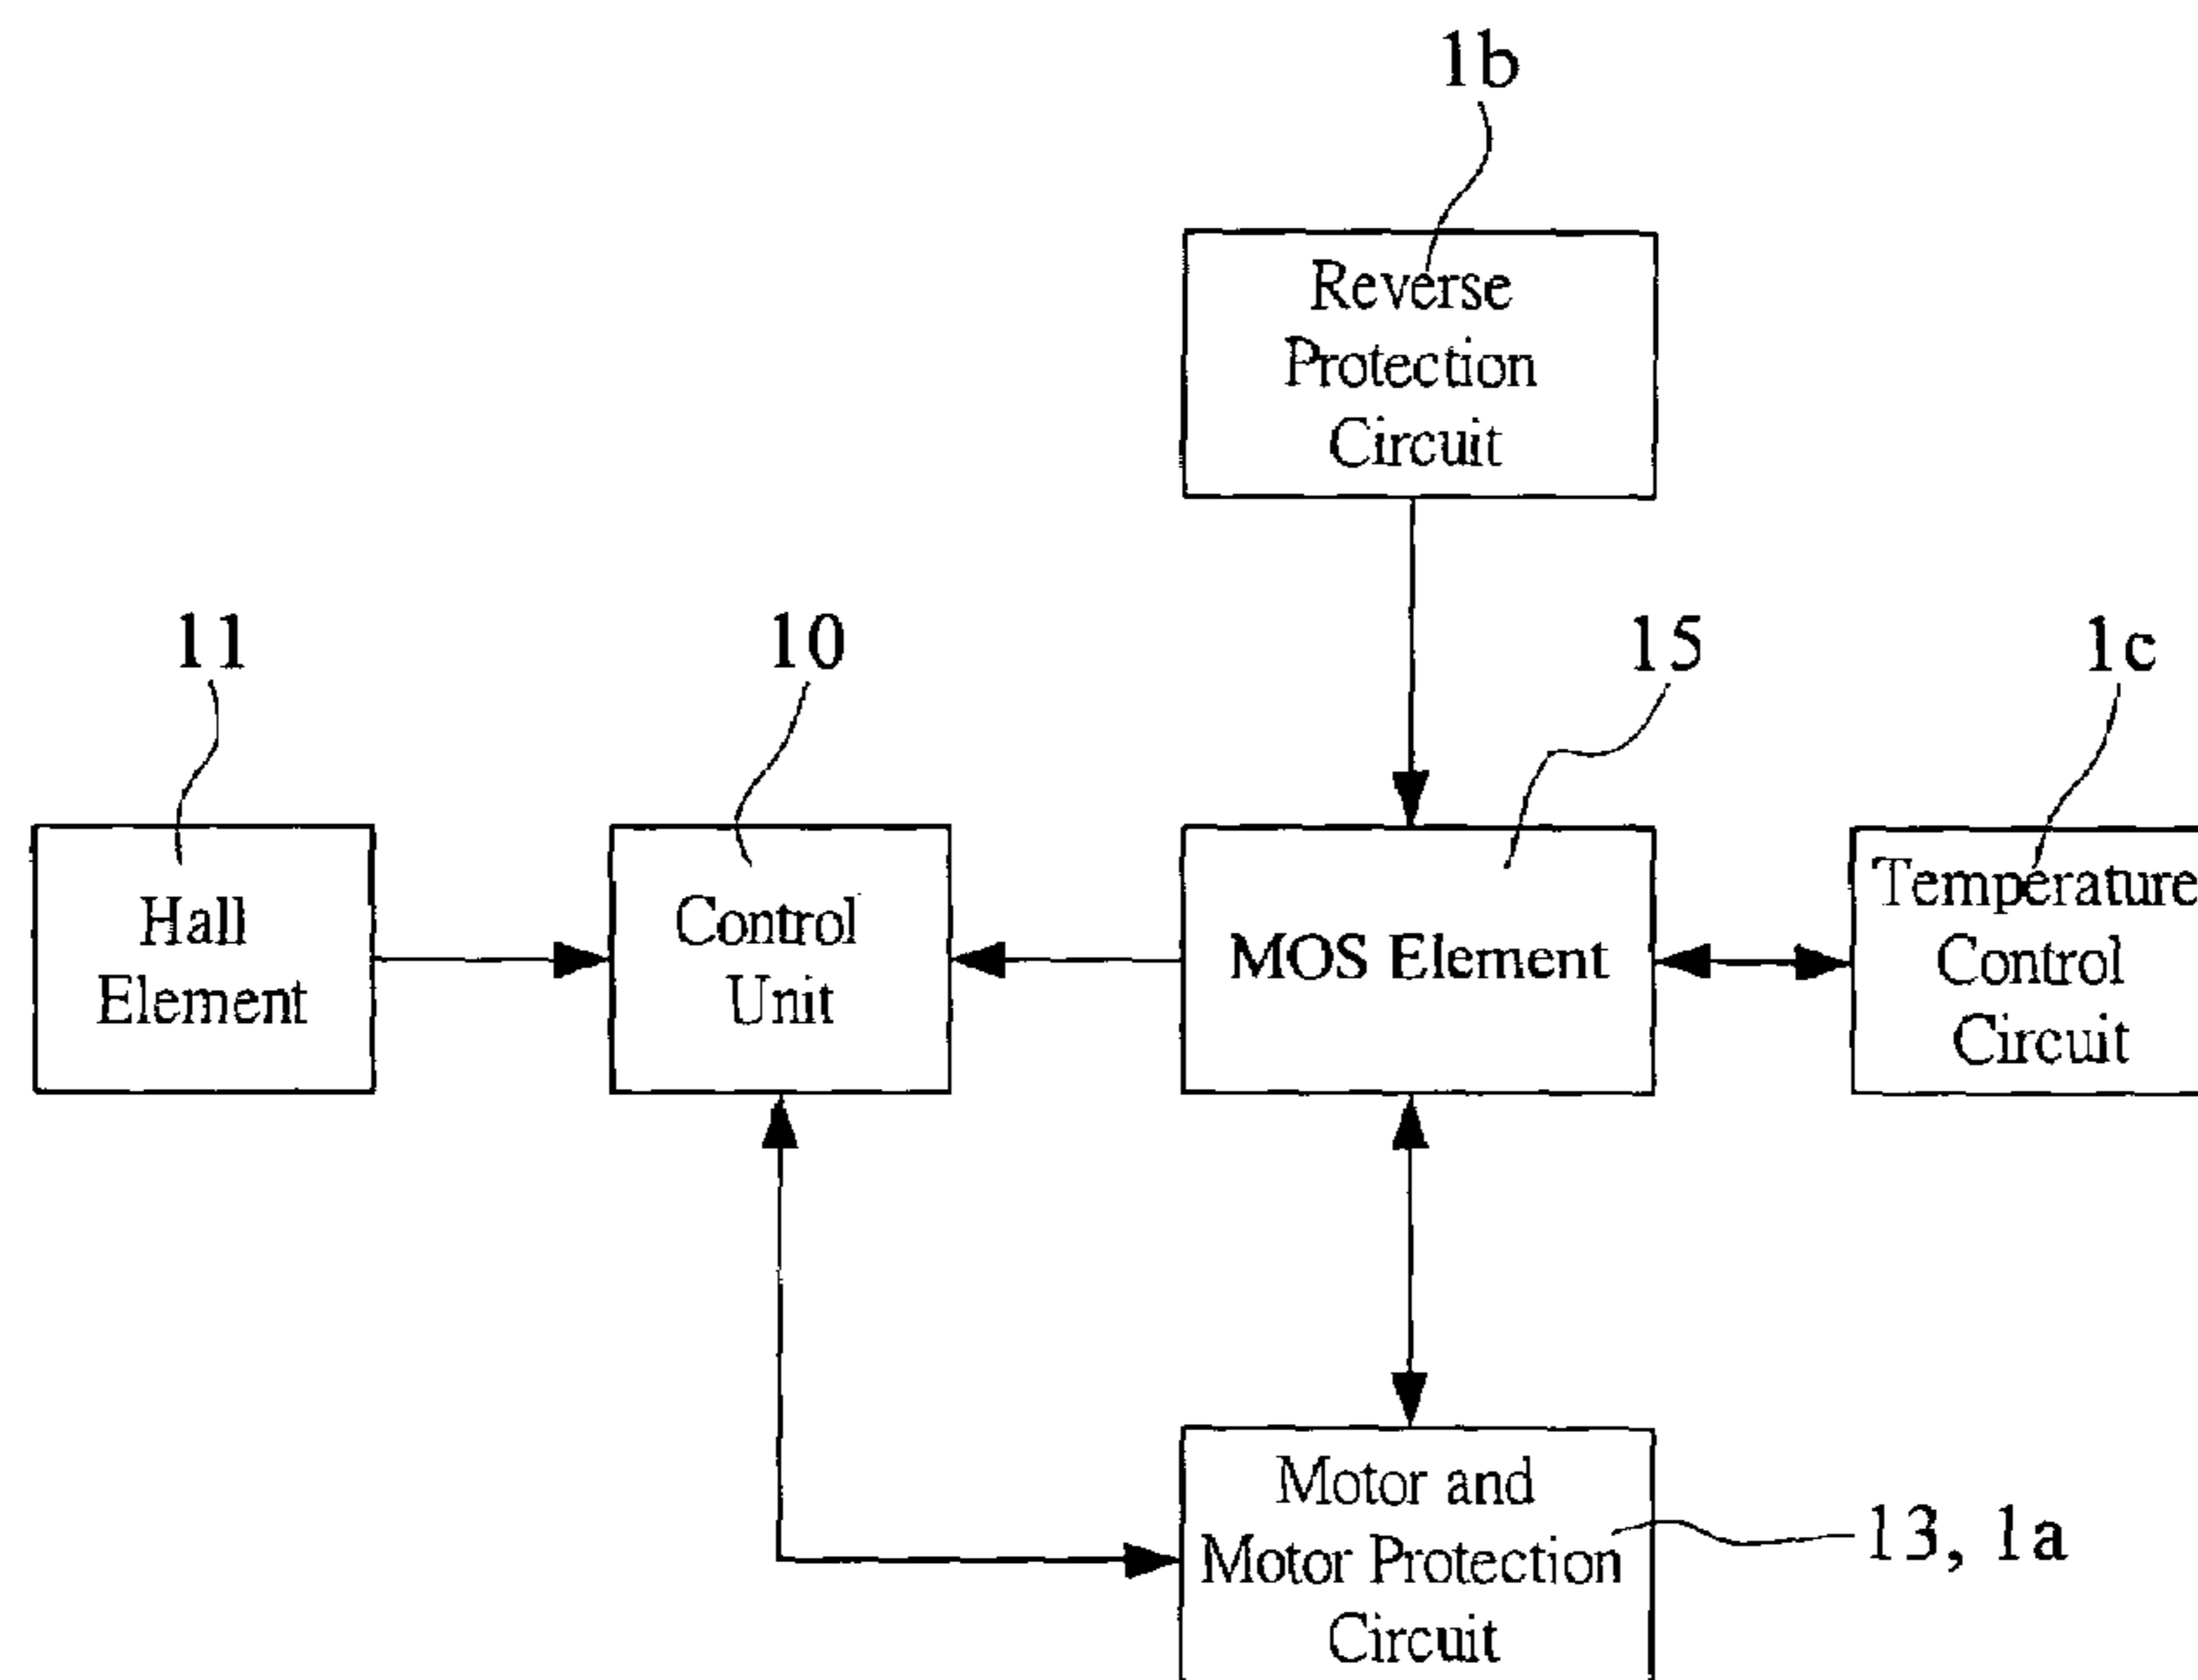 1b
Reverse
Protection
Circuit
11
10
15
1c
Hall
Element
Control
Unit
MOS Element
Temperature
Control
Circuit
Motor and
Motor Protection
Circuit
13, 1a